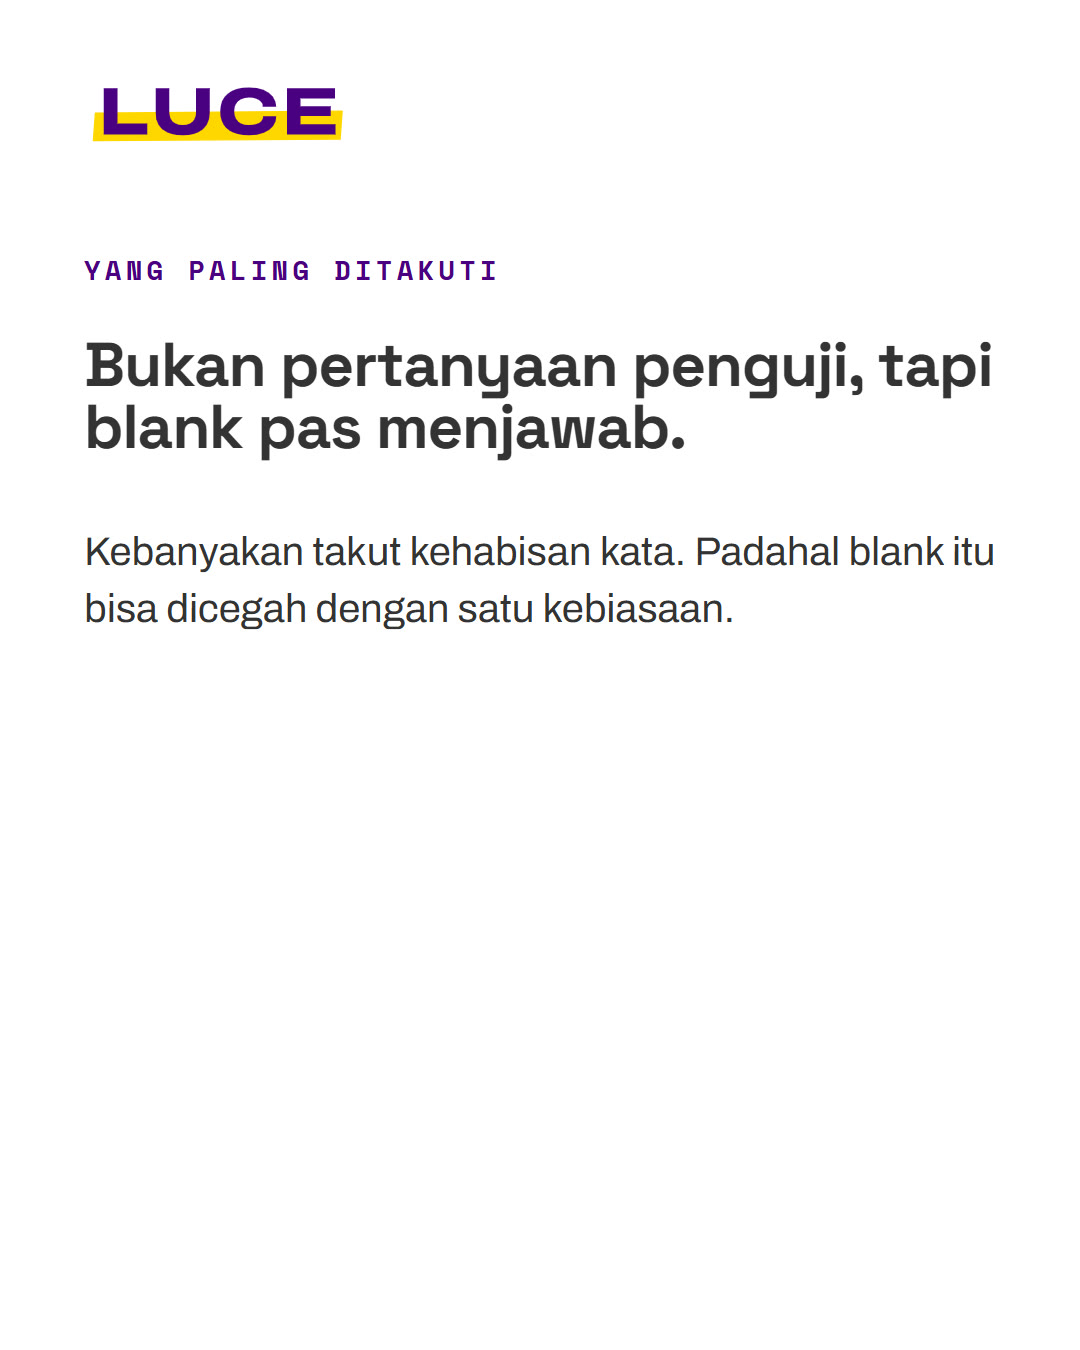 LUCE
YANG PALING DITAKUTI
Bukan pertanyaan penguji, tapi
blank pas menjawab.
Kebanyakan takut kehabisan kata. Padahal blank itu
bisa dicegah dengan satu kebiasaan.